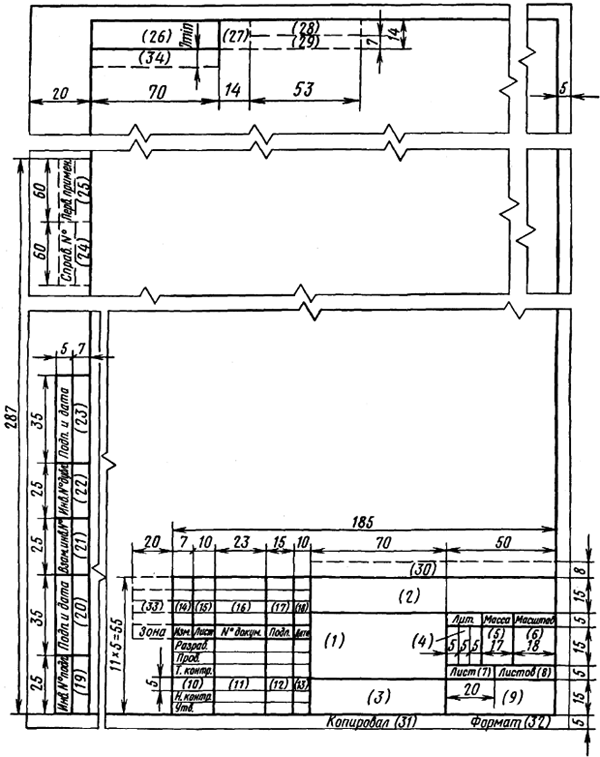 (26)
7min
(27)
(28)
(29)
7
14
(34)
20
70
14
53
5
287
60
Перв. примен.
(25)
60
Справ. №
(24)
5
7
35
Подп. и дата
(23)
25
Инв.№дубл.
(22)
25
Взам.инв.№
(21)
35
Подп. и дата
(20)
25
Инв.№подл.
(19)
185
20
7
10
23
15
10
70
50
(30)
8
(2)
15
(33)
(14)
(15)
(16)
(17)
(18)
Зона
Изм.
Лист
№ докум.
Подп.
Дата
(1)
Лит.
Масса
Масштаб
5
(4)
(5)
(6)
5
5
5
17
18
15
11×5=55
Разраб.
Пров.
Т. контр.
Лист (7)
Листов (8)
5
5
(10)
(11)
(12)
(13)
(3)
20
(9)
15
Н. контр.
Утв.
Копировал (31)
Формат (32)
5